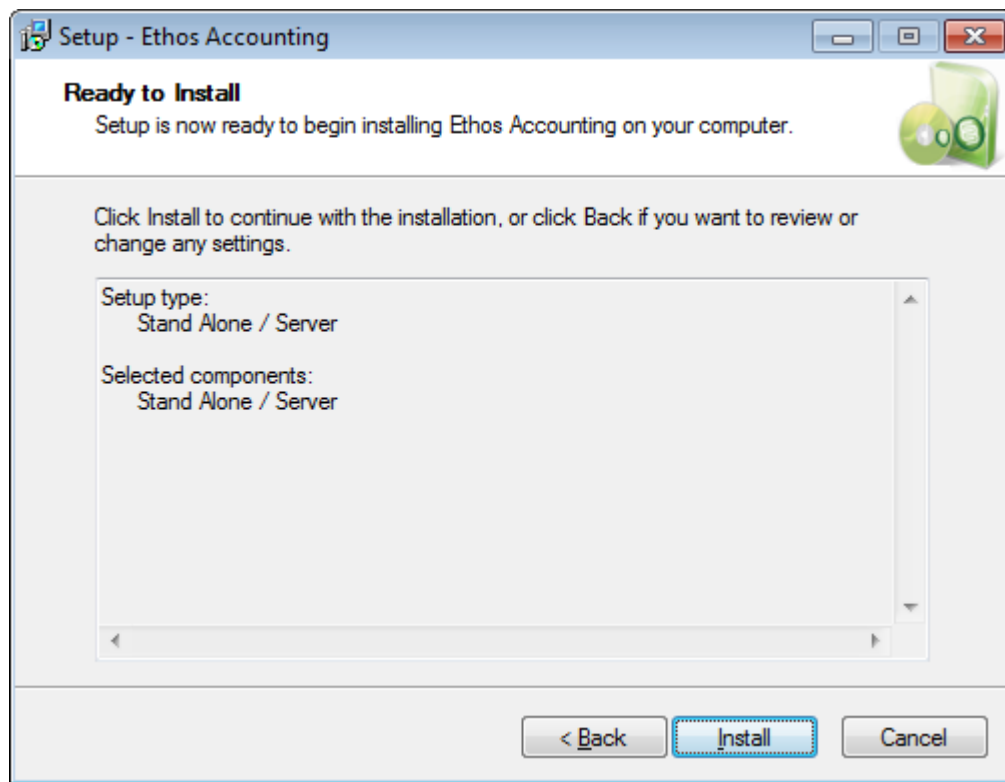 Setup - Ethos Accounting
Ready to Install
Setup is now ready to begin installing Ethos Accounting on your computer.
Click Install to continue with the installation, or click Back if you want to review or
change any settings.
Setup type:
Stand Alone / Server
Selected components:
Stand Alone / Server
< Back
Install
Cancel